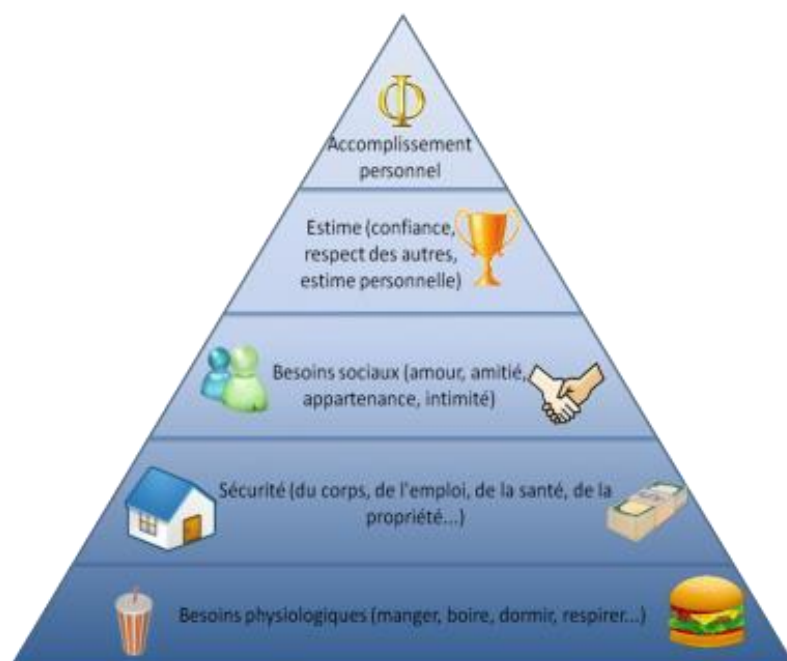 Φ
Accomplissement
personnel
Estime (confiance,
respect des autres,
estime personnelle)
Besoins sociaux (amour, amitié,
appartenance, intimité)
Sécurité (du corps, de l'emploi, de la santé, de la
propriété...)
Besoins physiologiques (manger, boire, dormir, respirer...)